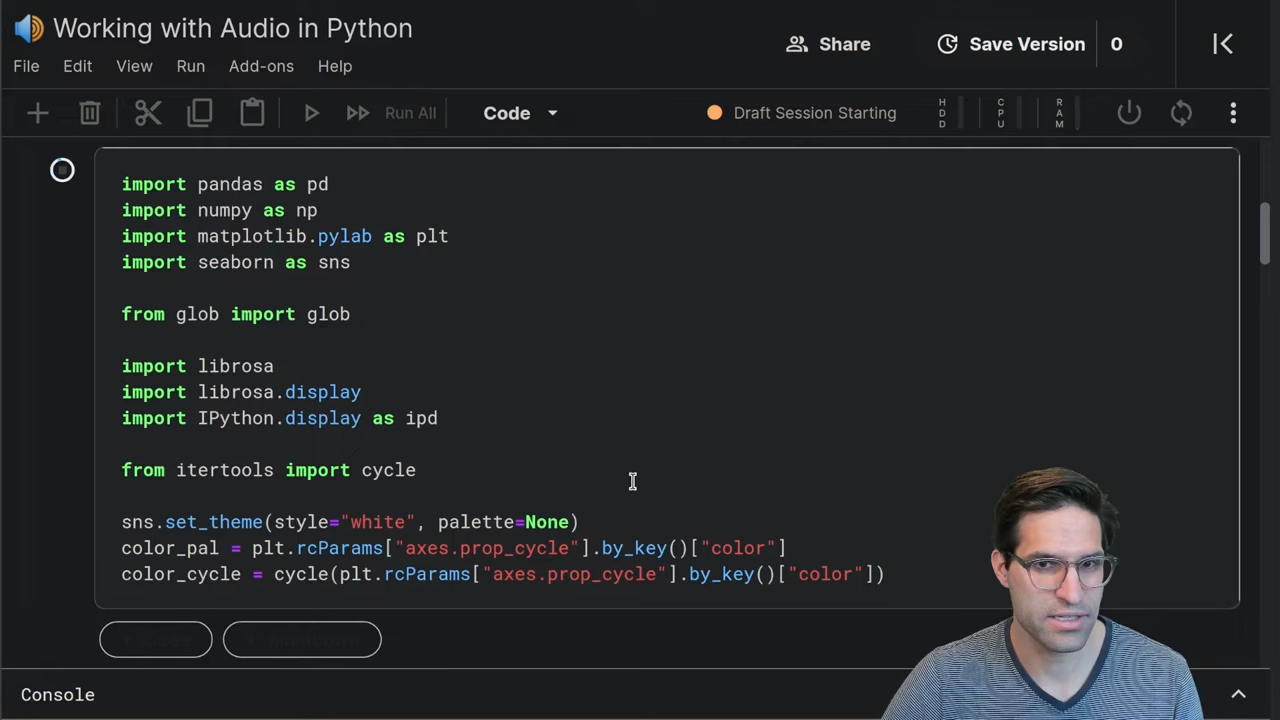 Working with Audio in Python
Share
Save Version
0
File Edit View Run Add-ons Help
Run All
Code
Draft Session Starting
HDD
CPU
RAM
import pandas as pd
import numpy as np
import matplotlib.pylab as plt
import seaborn as sns
from glob import glob
import librosa
import librosa.display
import IPython.display as ipd
from itertools import cycle
sns.set_theme(style="white", palette=None)
color_pal = plt.rcParams["axes.prop_cycle"].by_key()["color"]
color_cycle = cycle(plt.rcParams["axes.prop_cycle"].by_key()["color"])
Console